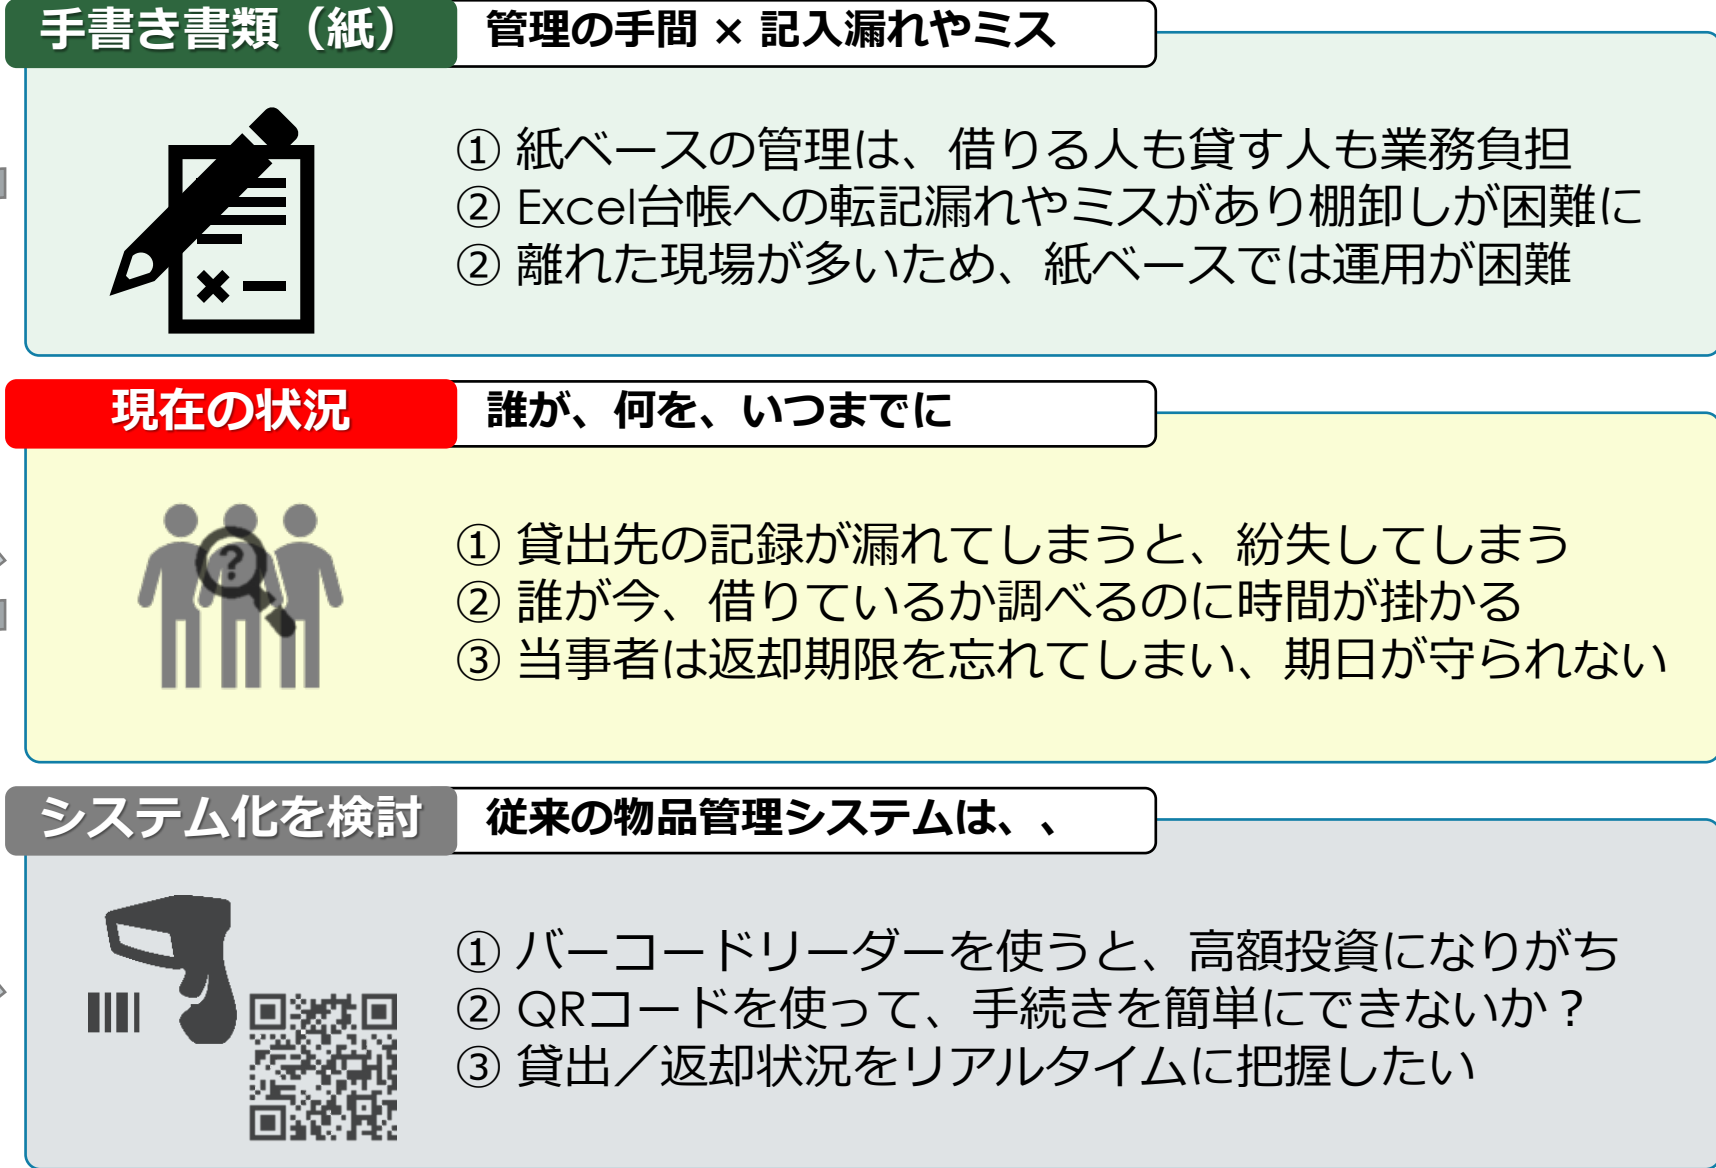 手書き書類（紙）
管理の手間 × 記入漏れやミス
① 紙ベースの管理は、借りる人も貸す人も業務負担
② Excel台帳への転記漏れやミスがあり棚卸しが困難に
② 離れた現場が多いため、紙ベースでは運用が困難
現在の状況
誰が、何を、いつまでに
?
① 貸出先の記録が漏れてしまうと、紛失してしまう
② 誰が今、借りているか調べるのに時間が掛かる
③ 当事者は返却期限を忘れてしまい、期日が守られない
システム化を検討
従来の物品管理システムは、、
① バーコードリーダーを使うと、高額投資になりがち
② QRコードを使って、手続きを簡単にできないか？
③ 貸出／返却状況をリアルタイムに把握したい